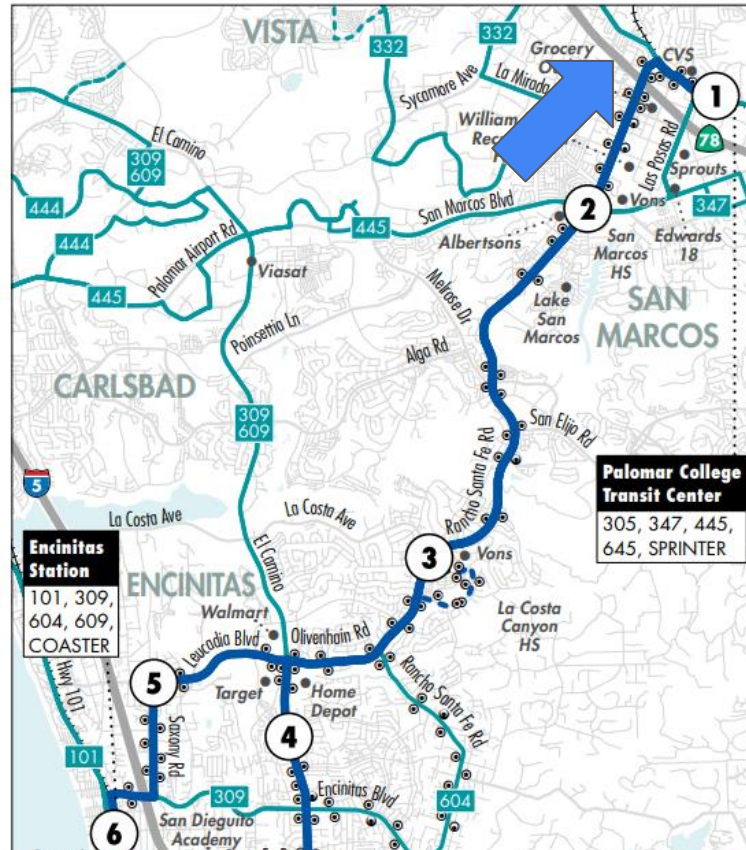 VISTA
332
332
Grocery
CVS
La Mirada
Sycamore Ave
1
William
Rec
78
El Camino
309
609
Las Posas Rd
Sprouts
Vons
444
San Marcos Blvd
2
347
445
Albertsons
San
Marcos
HS
Edwards
18
444
Palomar Airport Rd
Viasat
445
Melrose Dr
Lake
San
Marcos
SAN
MARCOS
Poinsettia Ln
Alga Rd
CARLSBAD
309
609
San Elijo Rd
Rancho Santa Fe Rd
5
Palomar College
Transit Center
305, 347, 445,
645, SPRINTER
La Costa Ave
La Costa Ave
Encinitas
Station
101, 309,
604, 609,
COASTER
El Camino
3
Vons
ENCINITAS
La Costa
Canyon
HS
Walmart
Leucadia Blvd
Olivenhain Rd
Hwy 101
5
Target
Home
Depot
Rancho Santa Fe Rd
Saxony Rd
4
101
309
Encinitas Blvd
604
6
San Dieguito
Academy